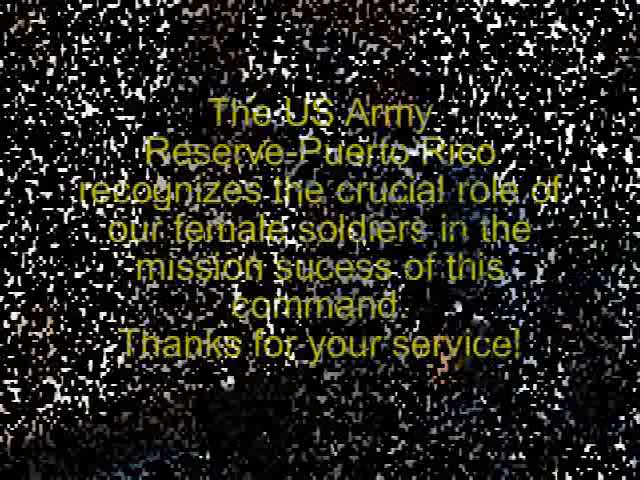 The US Army
Reserve-Puerto Rico
recognizes the crucial role of
our female soldiers in the
mission sucess of this
command
Thanks for your service!